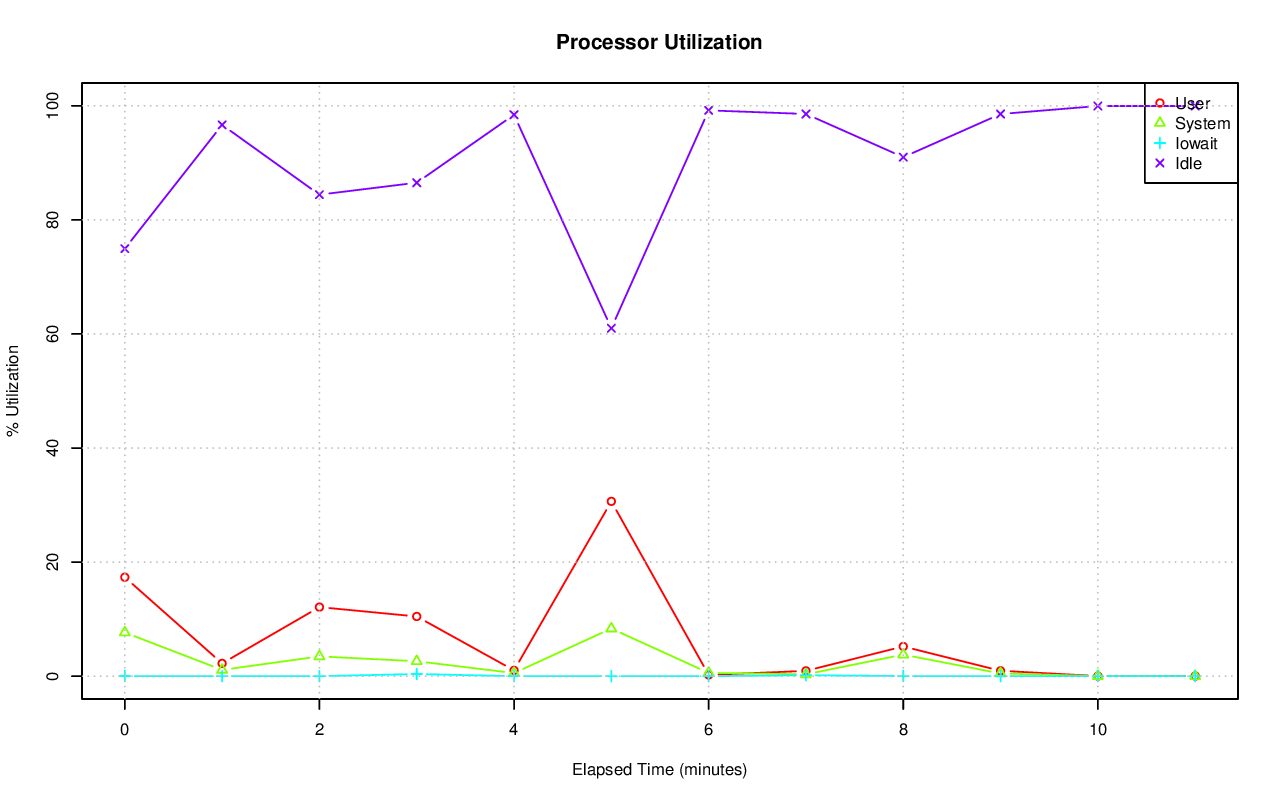 Processor Utilization
% Utilization
100
80
60
40
20
0
0 2 4 6 8 10
Elapsed Time (minutes)
User
System
Iowait
Idle